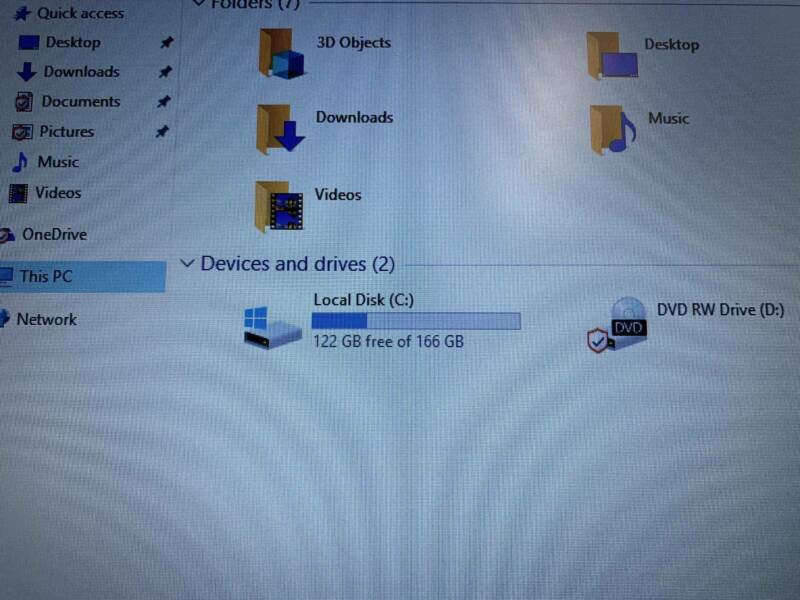 Quick access
Desktop
Downloads
Documents
Pictures
Music
Videos
OneDrive
This PC
Network
Folders (7)
3D Objects
Desktop
Downloads
Music
Videos
Devices and drives (2)
Local Disk (C:)
122 GB free of 166 GB
DVD RW Drive (D:)
DVD